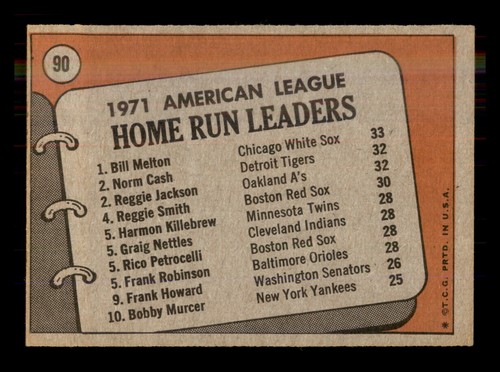 90
1971 AMERICAN LEAGUE
HOME RUN LEADERS
1. Bill Melton Chicago White Sox 33
2. Norm Cash Detroit Tigers 32
2. Reggie Jackson Oakland A's 32
4. Reggie Smith Boston Red Sox 30
5. Harmon Killebrew Minnesota Twins 28
5. Graig Nettles Cleveland Indians 28
5. Rico Petrocelli Boston Red Sox 28
5. Frank Robinson Baltimore Orioles 28
9. Frank Howard Washington Senators 26
10. Bobby Murcer New York Yankees 25
* © T.C.G. PRTD. IN U.S.A.